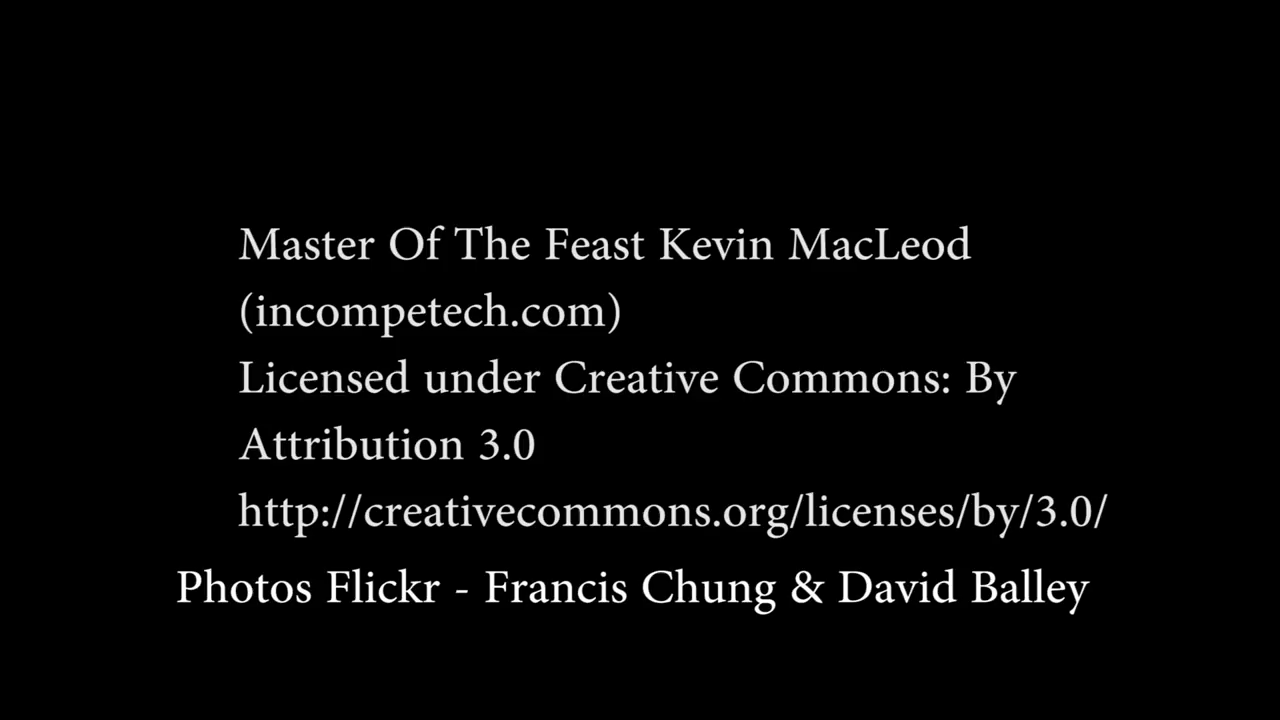 Master Of The Feast Kevin MacLeod
(incompetech.com)
Licensed under Creative Commons: By
Attribution 3.0
http://creativecommons.org/licenses/by/3.0/
Photos Flickr - Francis Chung & David Balley